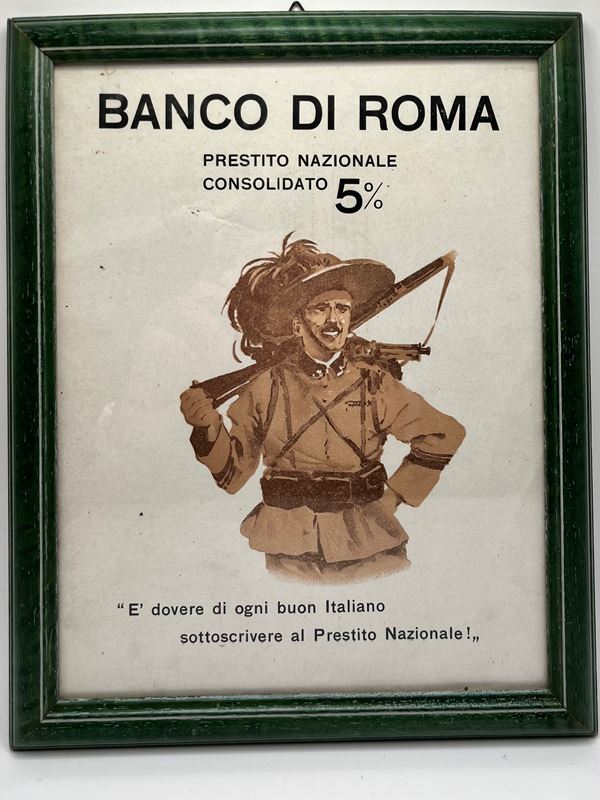 BANCO DI ROMA
PRESTITO NAZIONALE
CONSOLIDATO 5%
“E' dovere di ogni buon Italiano
sottoscrivere al Prestito Nazionale!„